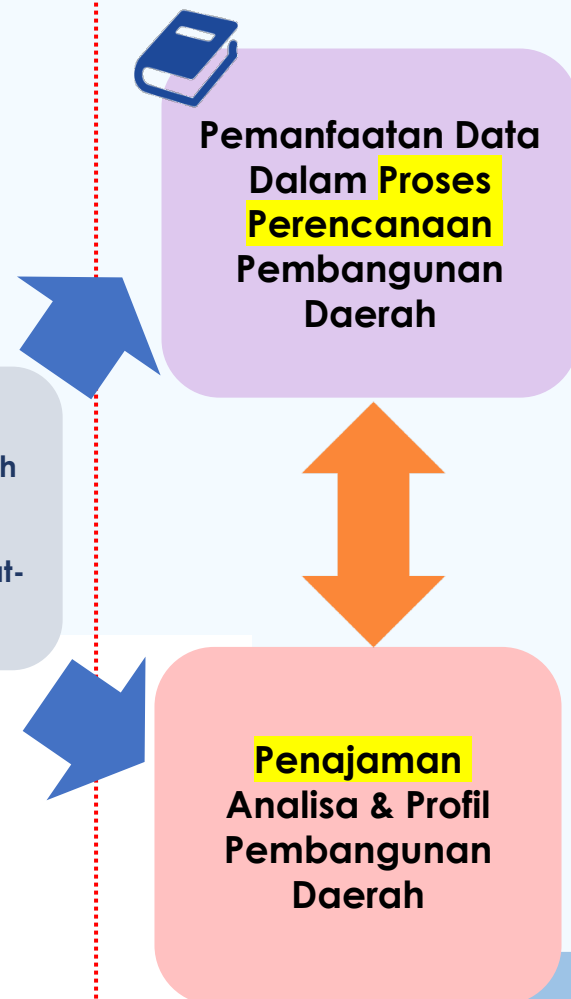 Pemanfaatan Data
Dalam Proses
Perencanaan
Pembangunan
Daerah
Penajaman
Analisa & Profil
Pembangunan
Daerah